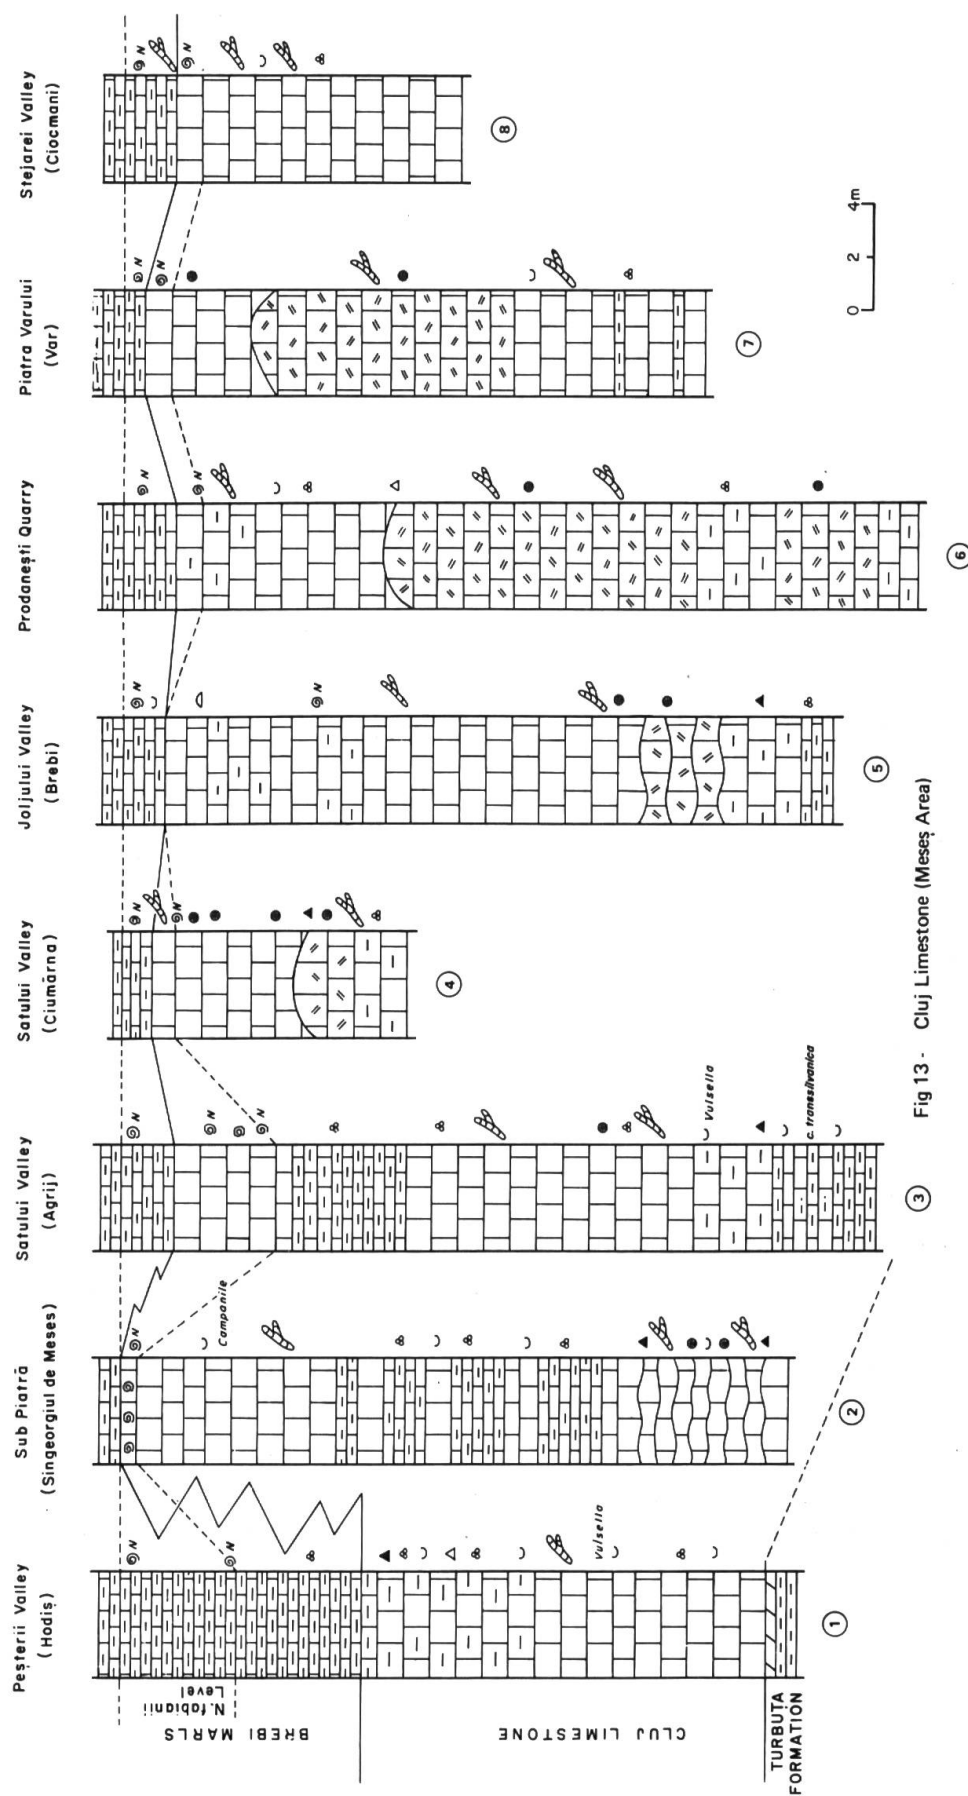 Peșterii Valley
(Hodiș)
Sub Piatră
(Singeorgiul de Meses)
Satului Valley
(Agrij)
Satului Valley
(Ciumărna)
Joljului Valley
(Brebi)
Prodanești Quarry
Piatra Varului
(Var)
Stejarei Valley
(Ciocmani)
N. fabianii
Level
BREBI MARLS
CLUJ LIMESTONE
TURBUȚA
FORMATION
N
N
Vulsella
1
N
Campanile
2
N
N
N
Vulsella
c. transsilvanica
3
N
N
4
N
N
5
N
N
6
N
N
7
N
N
8
0 2 4m
Fig 13 - Cluj Limestone (Meseș Area)